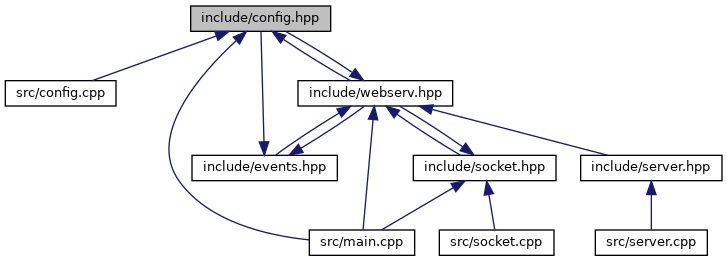 include/config.hpp
src/config.cpp
include/webserv.hpp
include/events.hpp
include/socket.hpp
include/server.hpp
src/main.cpp
src/socket.cpp
src/server.cpp